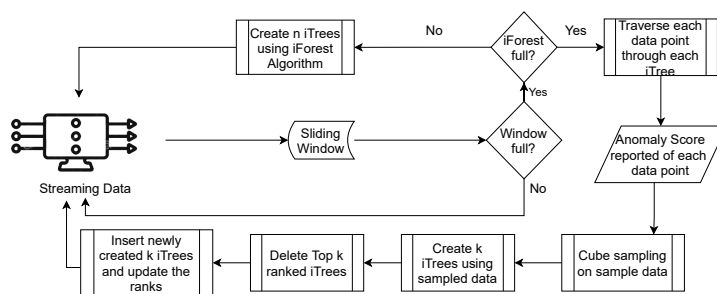 Create n iTrees
using iForest
Algorithm
No
iForest
full?
Yes
Traverse each
data point
through each
iTree
Yes
Streaming Data
Sliding
Window
Window
full?
No
Anomaly Score
reported of each
data point
Insert newly
created k iTrees
and update the
ranks
Delete Top k
ranked iTrees
Create k
iTrees using
sampled data
Cube sampling
on sample data